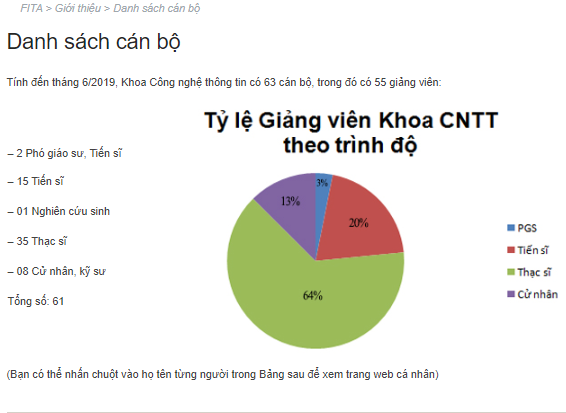 FITA > Giới thiệu > Danh sách cán bộ
Danh sách cán bộ
Tính đến tháng 6/2019, Khoa Công nghệ thông tin có 63 cán bộ, trong đó có 55 giảng viên:
Tỷ lệ Giảng viên Khoa CNTT
theo trình độ
– 2 Phó giáo sư, Tiến sĩ
– 15 Tiến sĩ
– 01 Nghiên cứu sinh
– 35 Thạc sĩ
– 08 Cử nhân, kỹ sư
Tổng số: 61
3%
20%
13%
64%
PGS
Tiến sĩ
Thạc sĩ
Cử nhân
(Bạn có thể nhấn chuột vào họ tên từng người trong Bảng sau để xem trang web cá nhân)